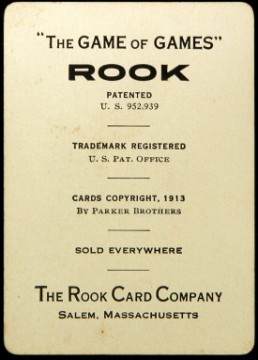 "The GAME OF GAMES"
ROOK
PATENTED
U. S. 952,939
TRADEMARK REGISTERED
U. S. PAT. OFFICE
CARDS COPYRIGHT, 1913
BY PARKER BROTHERS
SOLD EVERYWHERE
THE ROOK CARD COMPANY
SALEM, MASSACHUSETTS